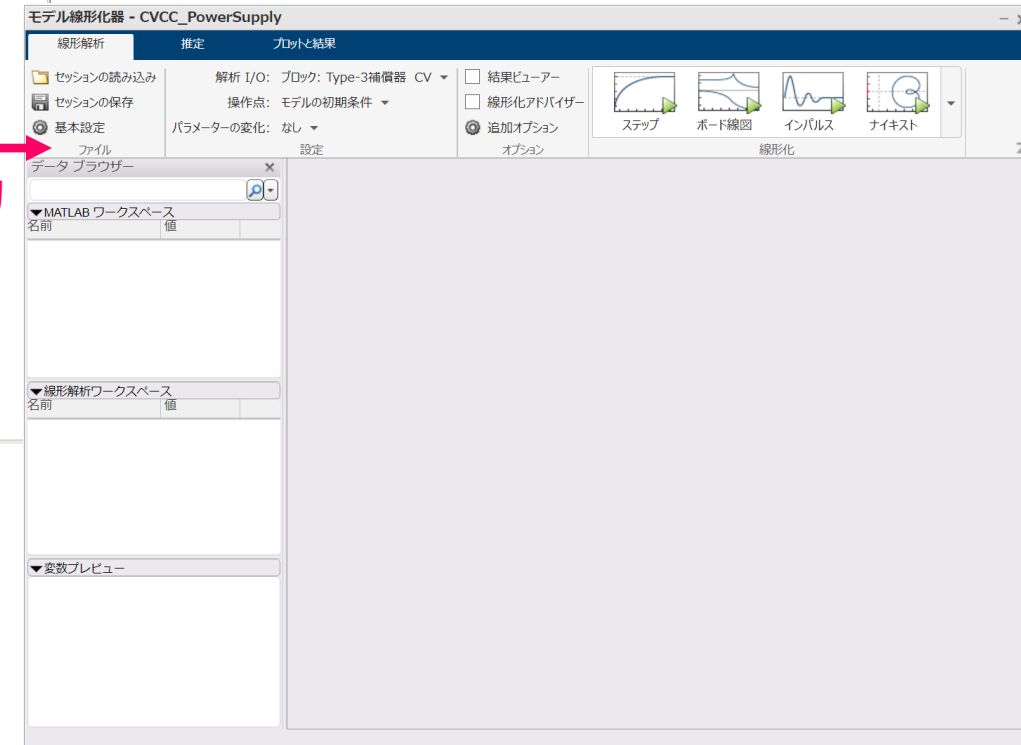 モデル線形化器 - CVCC_PowerSupply
線形解析 推定 プロットと結果
セッションの読み込み 解析 I/O: ブロック: Type-3補償器 CV 結果ビューアー
セッションの保存 操作点: モデルの初期条件 線形化アドバイザー
基本設定 パラメーターの変化: なし 追加オプション
ステップ ボード線図 インパルス ナイキスト
ファイル 設定 オプション 線形化
データ ブラウザー
MATLAB ワークスペース
名前 値
線形解析ワークスペース
名前 値
変数プレビュー